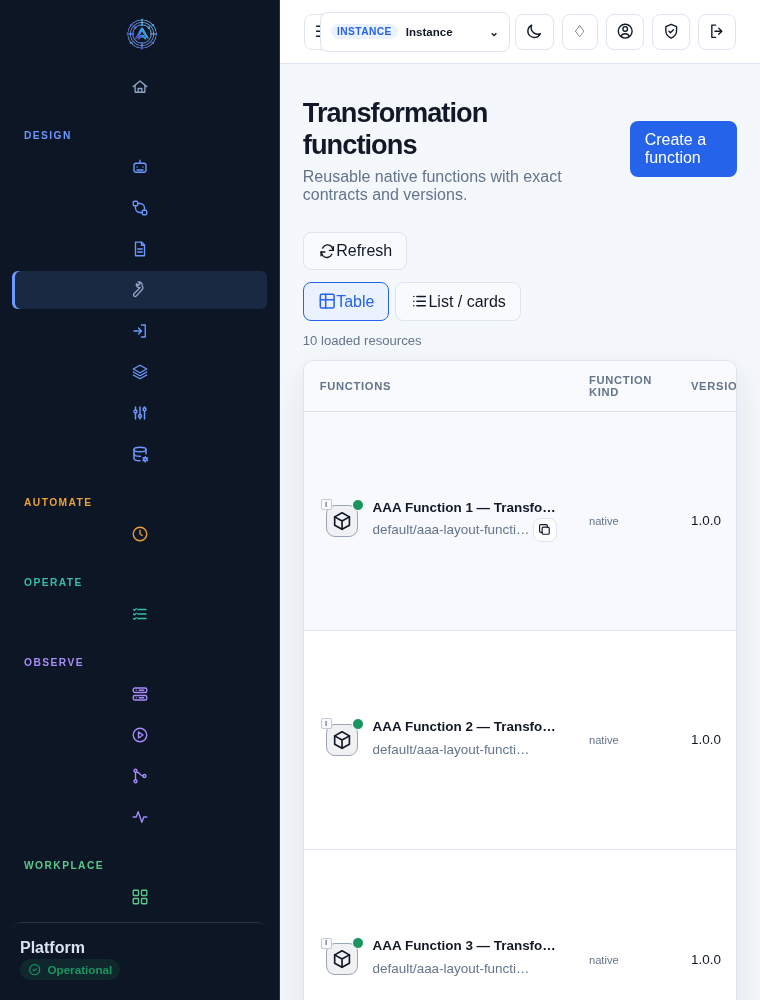 INSTANCE Instance
DESIGN
AUTOMATE
OPERATE
OBSERVE
WORKPLACE
Platform
Operational
Transformation
functions
Reusable native functions with exact
contracts and versions.
Create a
function
Refresh
Table
List / cards
10 loaded resources
FUNCTIONS
FUNCTION
KIND
VERSIO
AAA Function 1 — Transfo…
default/aaa-layout-functi…
native
1.0.0
AAA Function 2 — Transfo…
default/aaa-layout-functi…
native
1.0.0
AAA Function 3 — Transfo…
default/aaa-layout-functi…
native
1.0.0